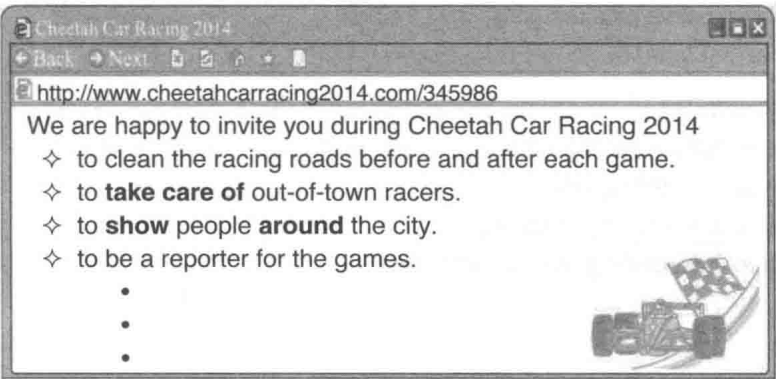 Cheetah Car Racing 2014
Back Next
http://www.cheetahcarracing2014.com/345986
We are happy to invite you during Cheetah Car Racing 2014
✧ to clean the racing roads before and after each game.
✧ to take care of out-of-town racers.
✧ to show people around the city.
✧ to be a reporter for the games.
•
•
•